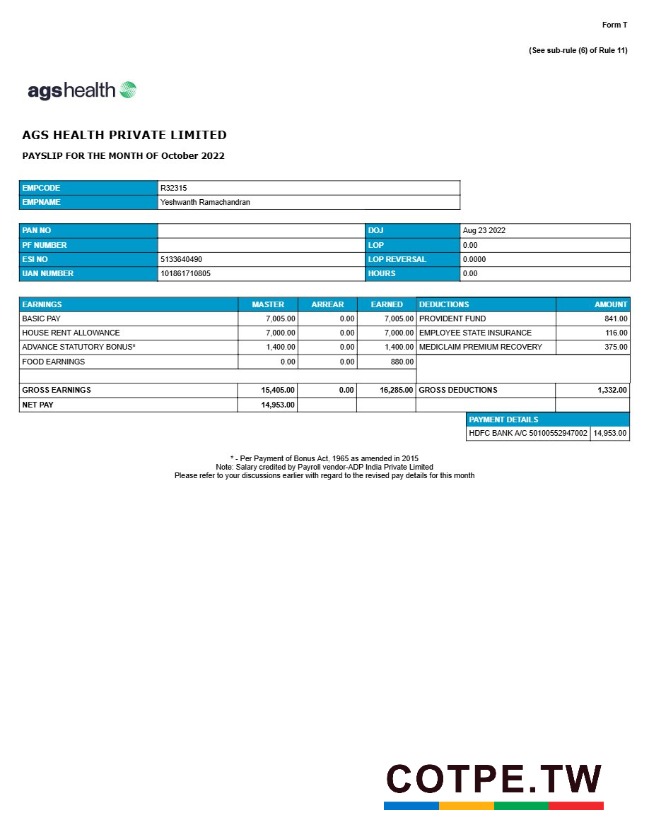 Form T
(See sub-rule (6) of Rule 11)
agshealth
AGS HEALTH PRIVATE LIMITED
PAYSLIP FOR THE MONTH OF October 2022
EMPCODE R32315
EMPNAME Yeshwanth Ramachandran
PAN NO DOJ Aug 23 2022
PF NUMBER LOP 0.00
ESI NO 5133640490 LOP REVERSAL 0.0000
UAN NUMBER 101861710805 HOURS 0.00
EARNINGS MASTER ARREAR EARNED DEDUCTIONS AMOUNT
BASIC PAY 7,005.00 0.00 7,005.00 PROVIDENT FUND 841.00
HOUSE RENT ALLOWANCE 7,000.00 0.00 7,000.00 EMPLOYEE STATE INSURANCE 116.00
ADVANCE STATUTORY BONUS* 1,400.00 0.00 1,400.00 MEDICLAIM PREMIUM RECOVERY 375.00
FOOD EARNINGS 0.00 0.00 880.00
GROSS EARNINGS 15,405.00 0.00 16,285.00 GROSS DEDUCTIONS 1,332.00
NET PAY 14,953.00
PAYMENT DETAILS
HDFC BANK A/C 50100552947002 14,953.00
* - Per Payment of Bonus Act, 1965 as amended in 2015
Note: Salary credited by Payroll vendor-ADP India Private Limited
Please refer to your discussions earlier with regard to the revised pay details for this month
COTPE.TW